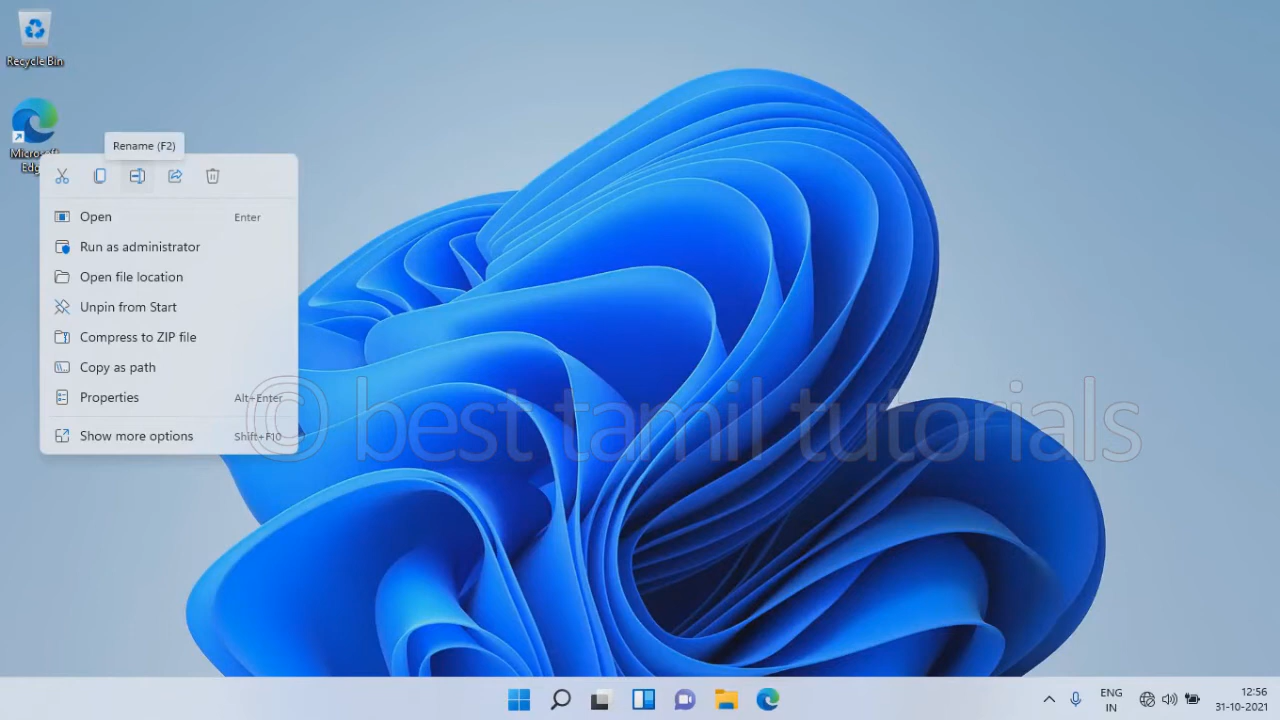 Recycle Bin
Microsoft
Edge
Rename (F2)
Open Enter
Run as administrator
Open file location
Unpin from Start
Compress to ZIP file
Copy as path
Properties Alt+Enter
Show more options Shift+F10
© best tamil tutorials
ENG
IN
12:56
31-10-2021